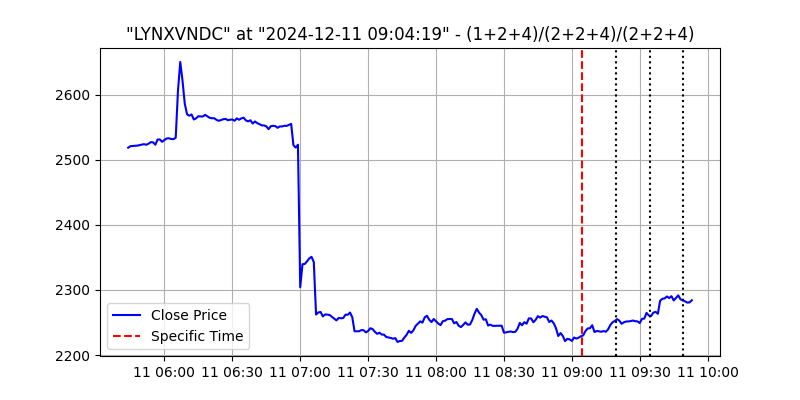 "LYNXVNDC" at "2024-12-11 09:04:19" - (1+2+4)/(2+2+4)/(2+2+4)
2600
2500
2400
2300
2200
Close Price
Specific Time
11 06:00 11 06:30 11 07:00 11 07:30 11 08:00 11 08:30 11 09:00 11 09:30 11 10:00